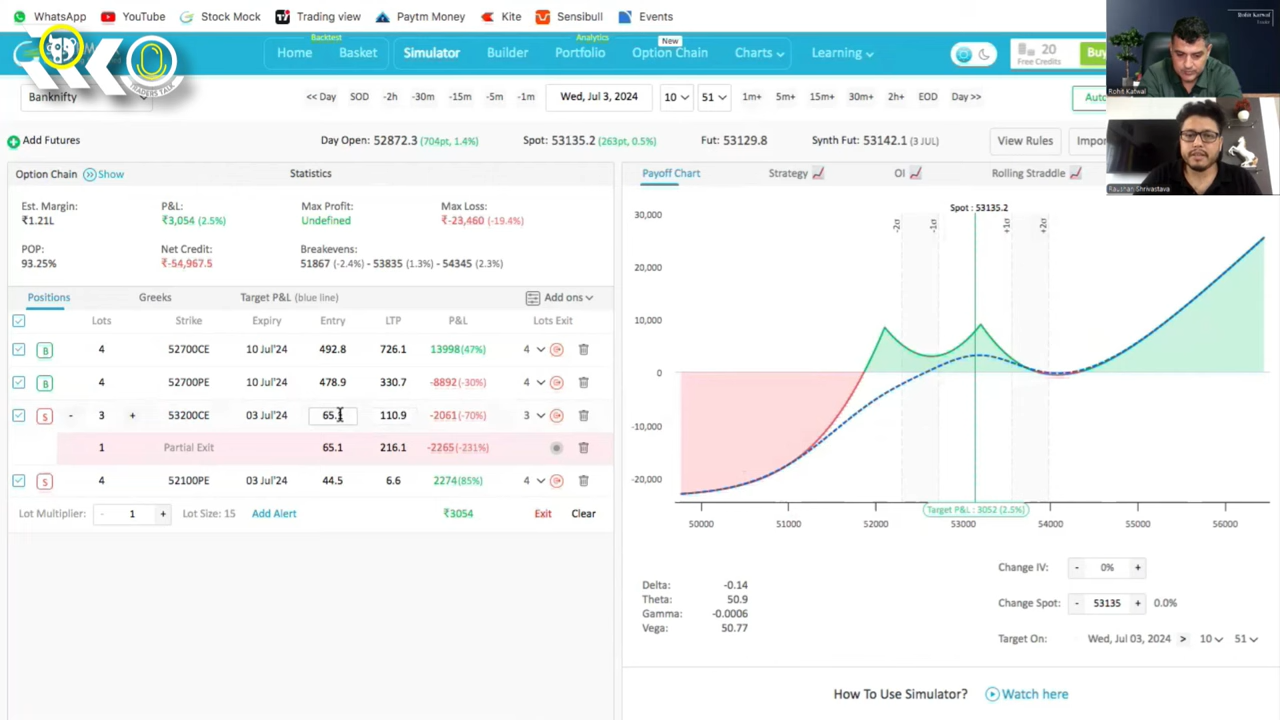 WhatsApp YouTube Stock Mock Trading view Paytm Money Kite Sensibull Events
Rohit Katwal
Backtest New Analytics
Home Basket Simulator Builder Portfolio Option Chain Charts Learning 20 Free Credits Buy
TRADERS TALK
Rohit Katwal
Banknifty << Day SOD -2h -30m -15m -5m -1m Wed, Jul 3, 2024 10 51 1m+ 5m+ 15m+ 30m+ 2h+ EOD Day >> Auto
Add Futures Day Open: 52872.3 (704pt, 1.4%) Spot: 53135.2 (263pt, 0.5%) Fut: 53129.8 Synth Fut: 53142.1 (3 JUL) View Rules Impor
Raushan Shrivastava
Option Chain Show Statistics
Payoff Chart Strategy OI Rolling Straddle
Est. Margin: P&L: Max Profit: Max Loss:
₹1.21L ₹3,054 (2.5%) Undefined ₹-23,460 (-19.4%)
POP: Net Credit: Breakevens:
93.25% ₹-54,967.5 51867 (-2.4%) - 53835 (1.3%) - 54345 (2.3%)
Positions Greeks Target P&L (blue line) Add ons
Lots Strike Expiry Entry LTP P&L Lots Exit
B 4 52700CE 10 Jul'24 492.8 726.1 13998(47%) 4
B 4 52700PE 10 Jul'24 478.9 330.7 -8892(-30%) 4
S - 3 + 53200CE 03 Jul'24 65.1 110.9 -2061(-70%) 3
1 Partial Exit 65.1 216.1 -2265(-231%)
S 4 52100PE 03 Jul'24 44.5 6.6 2274(85%) 4
Lot Multiplier: - 1 + Lot Size: 15 Add Alert ₹3054 Exit Clear
Spot : 53135.2
-2σ -1σ +1σ +2σ
30,000
20,000
10,000
0
-10,000
-20,000
Target P&L : 3052 (2.5%)
50000 51000 52000 53000 54000 55000 56000
Delta: -0.14
Theta: 50.9
Gamma: -0.0006
Vega: 50.77
Change IV: - 0% +
Change Spot: - 53135 + 0.0%
Target On: Wed, Jul 03, 2024 > 10 51
How To Use Simulator? Watch here